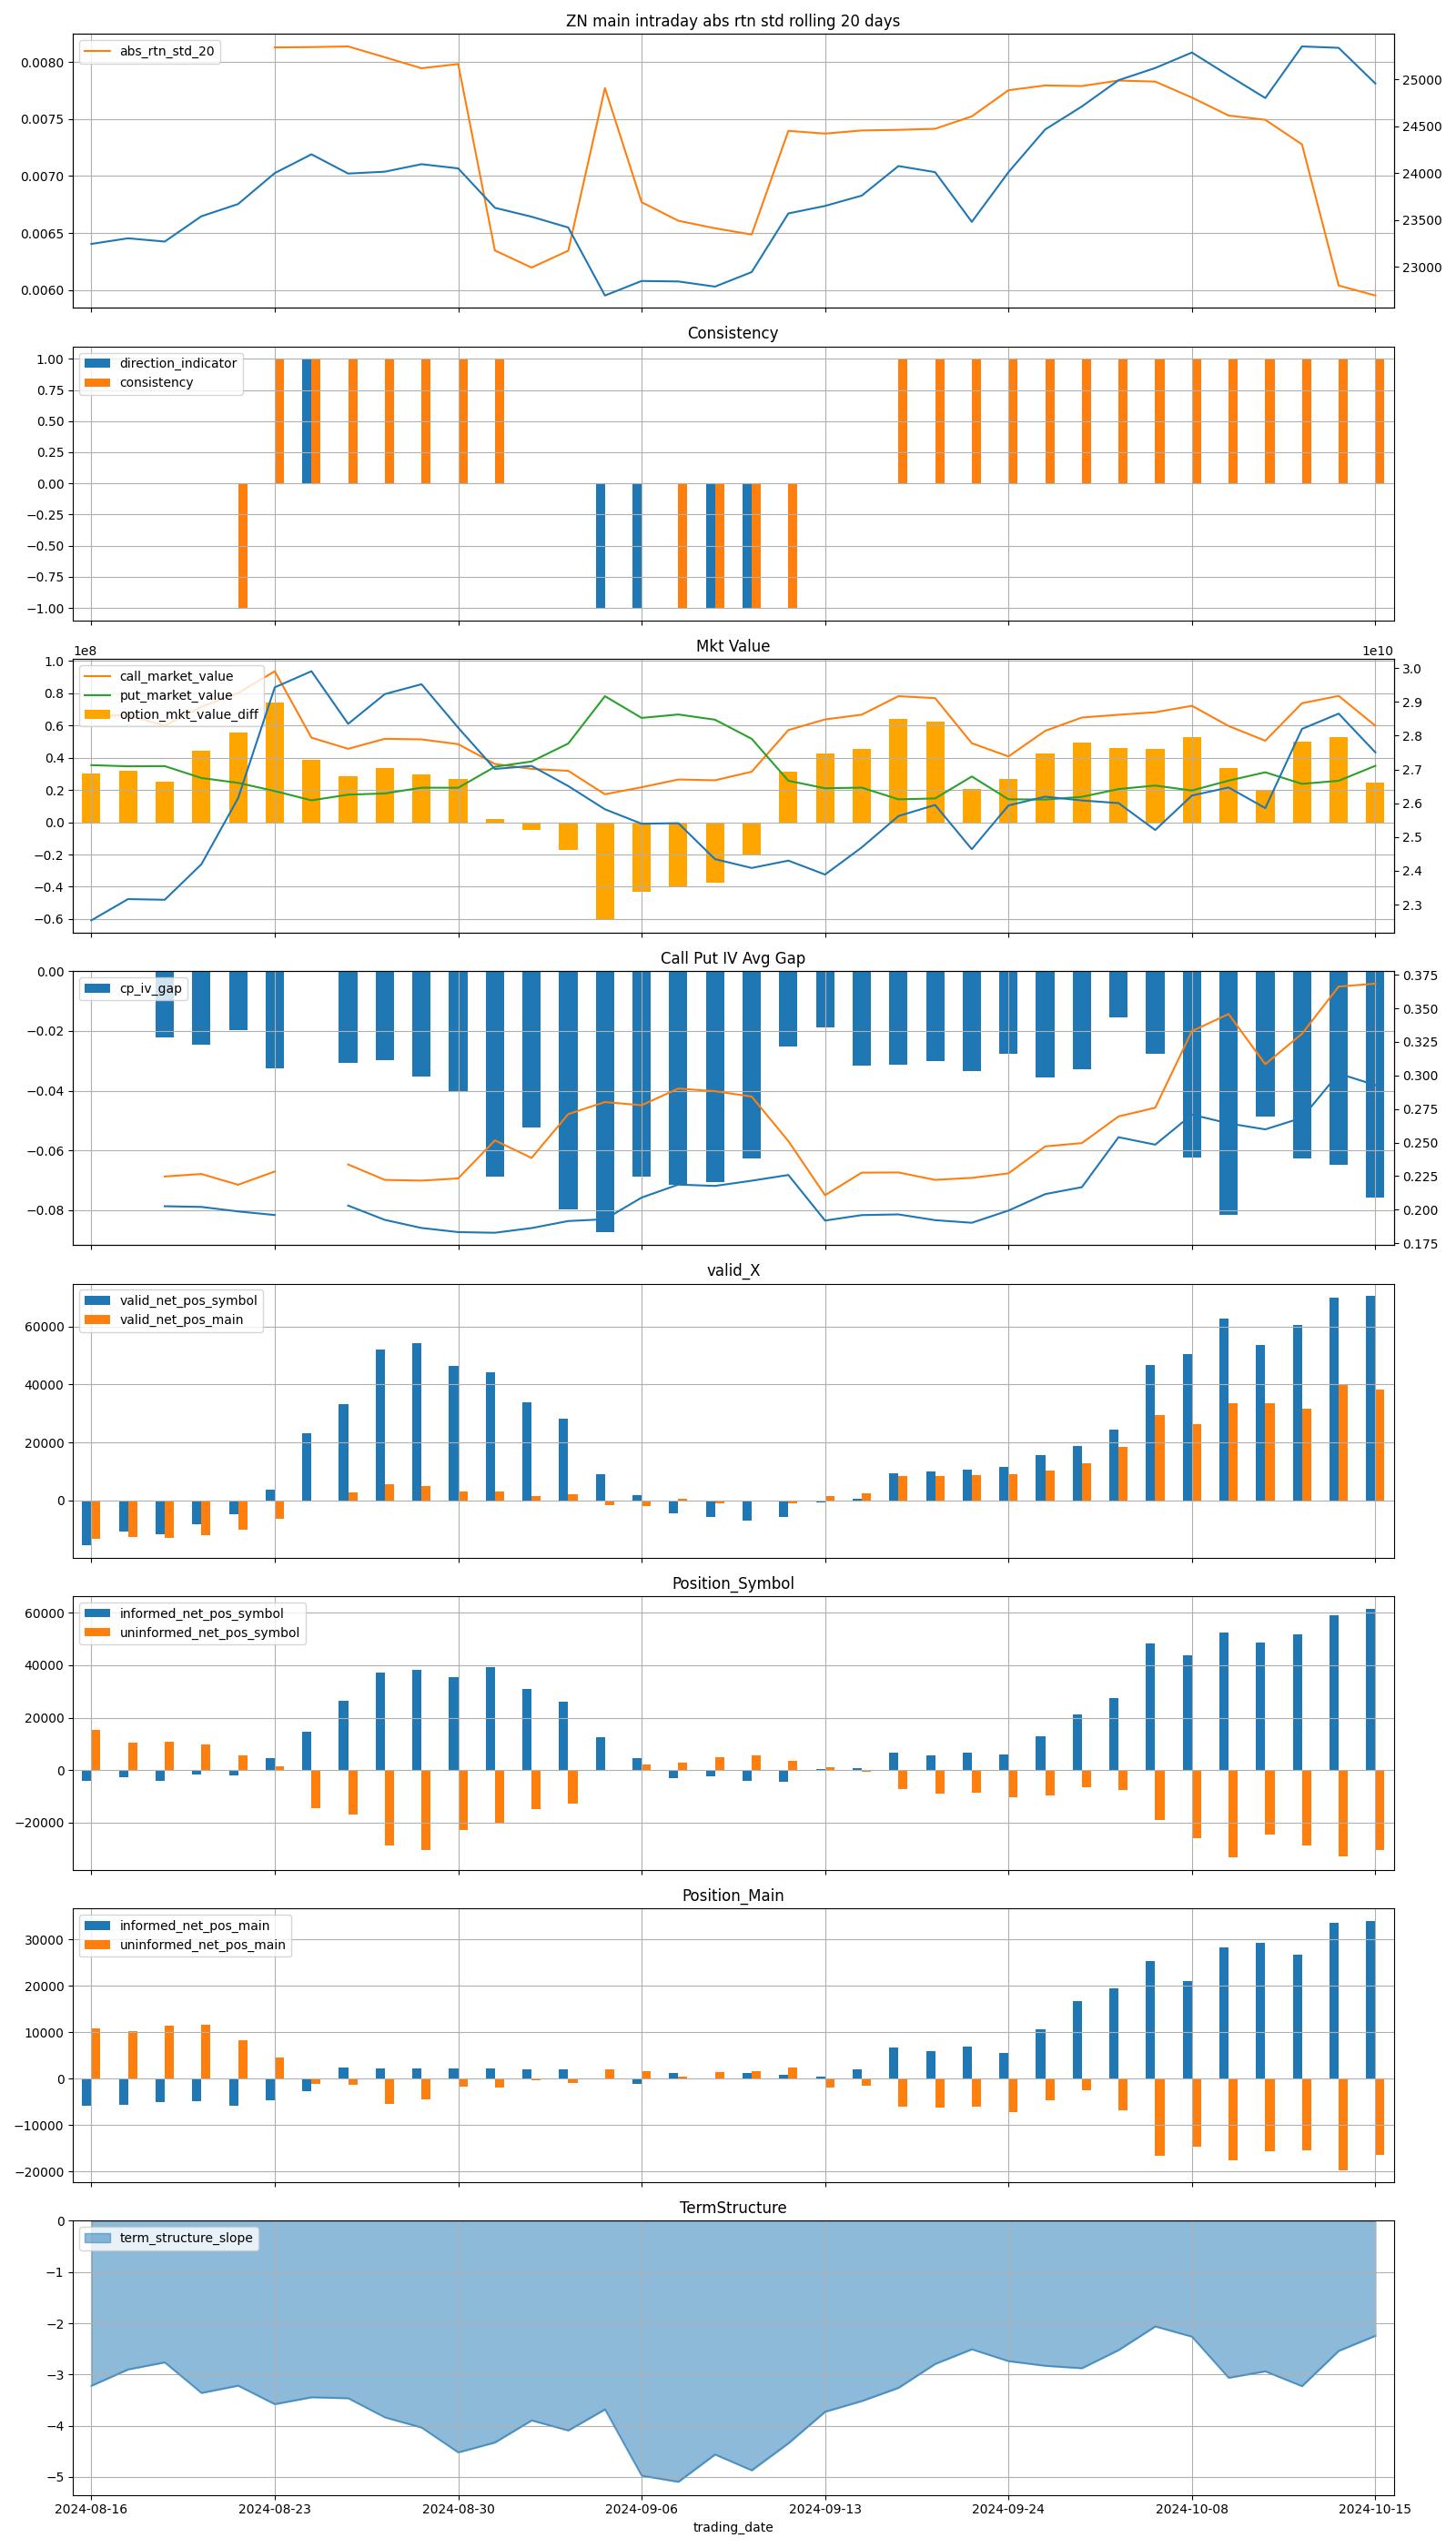 ZN main intraday abs rtn std rolling 20 days
abs_rtn_std_20
0.0080
0.0075
0.0070
0.0065
0.0060
25000
24500
24000
23500
23000
Consistency
direction_indicator
consistency
1.00
0.75
0.50
0.25
0.00
−0.25
−0.50
−0.75
−1.00
Mkt Value
1e8
1e10
call_market_value
put_market_value
option_mkt_value_diff
1.0
0.8
0.6
0.4
0.2
0.0
−0.2
−0.4
−0.6
3.0
2.9
2.8
2.7
2.6
2.5
2.4
2.3
Call Put IV Avg Gap
cp_iv_gap
0.00
−0.02
−0.04
−0.06
−0.08
0.375
0.350
0.325
0.300
0.275
0.250
0.225
0.200
0.175
valid_X
valid_net_pos_symbol
valid_net_pos_main
60000
40000
20000
0
Position_Symbol
informed_net_pos_symbol
uninformed_net_pos_symbol
60000
40000
20000
0
−20000
Position_Main
informed_net_pos_main
uninformed_net_pos_main
30000
20000
10000
0
−10000
−20000
TermStructure
term_structure_slope
0
−1
−2
−3
−4
−5
2024-08-16 2024-08-23 2024-08-30 2024-09-06 2024-09-13 2024-09-24 2024-10-08 2024-10-15
trading_date